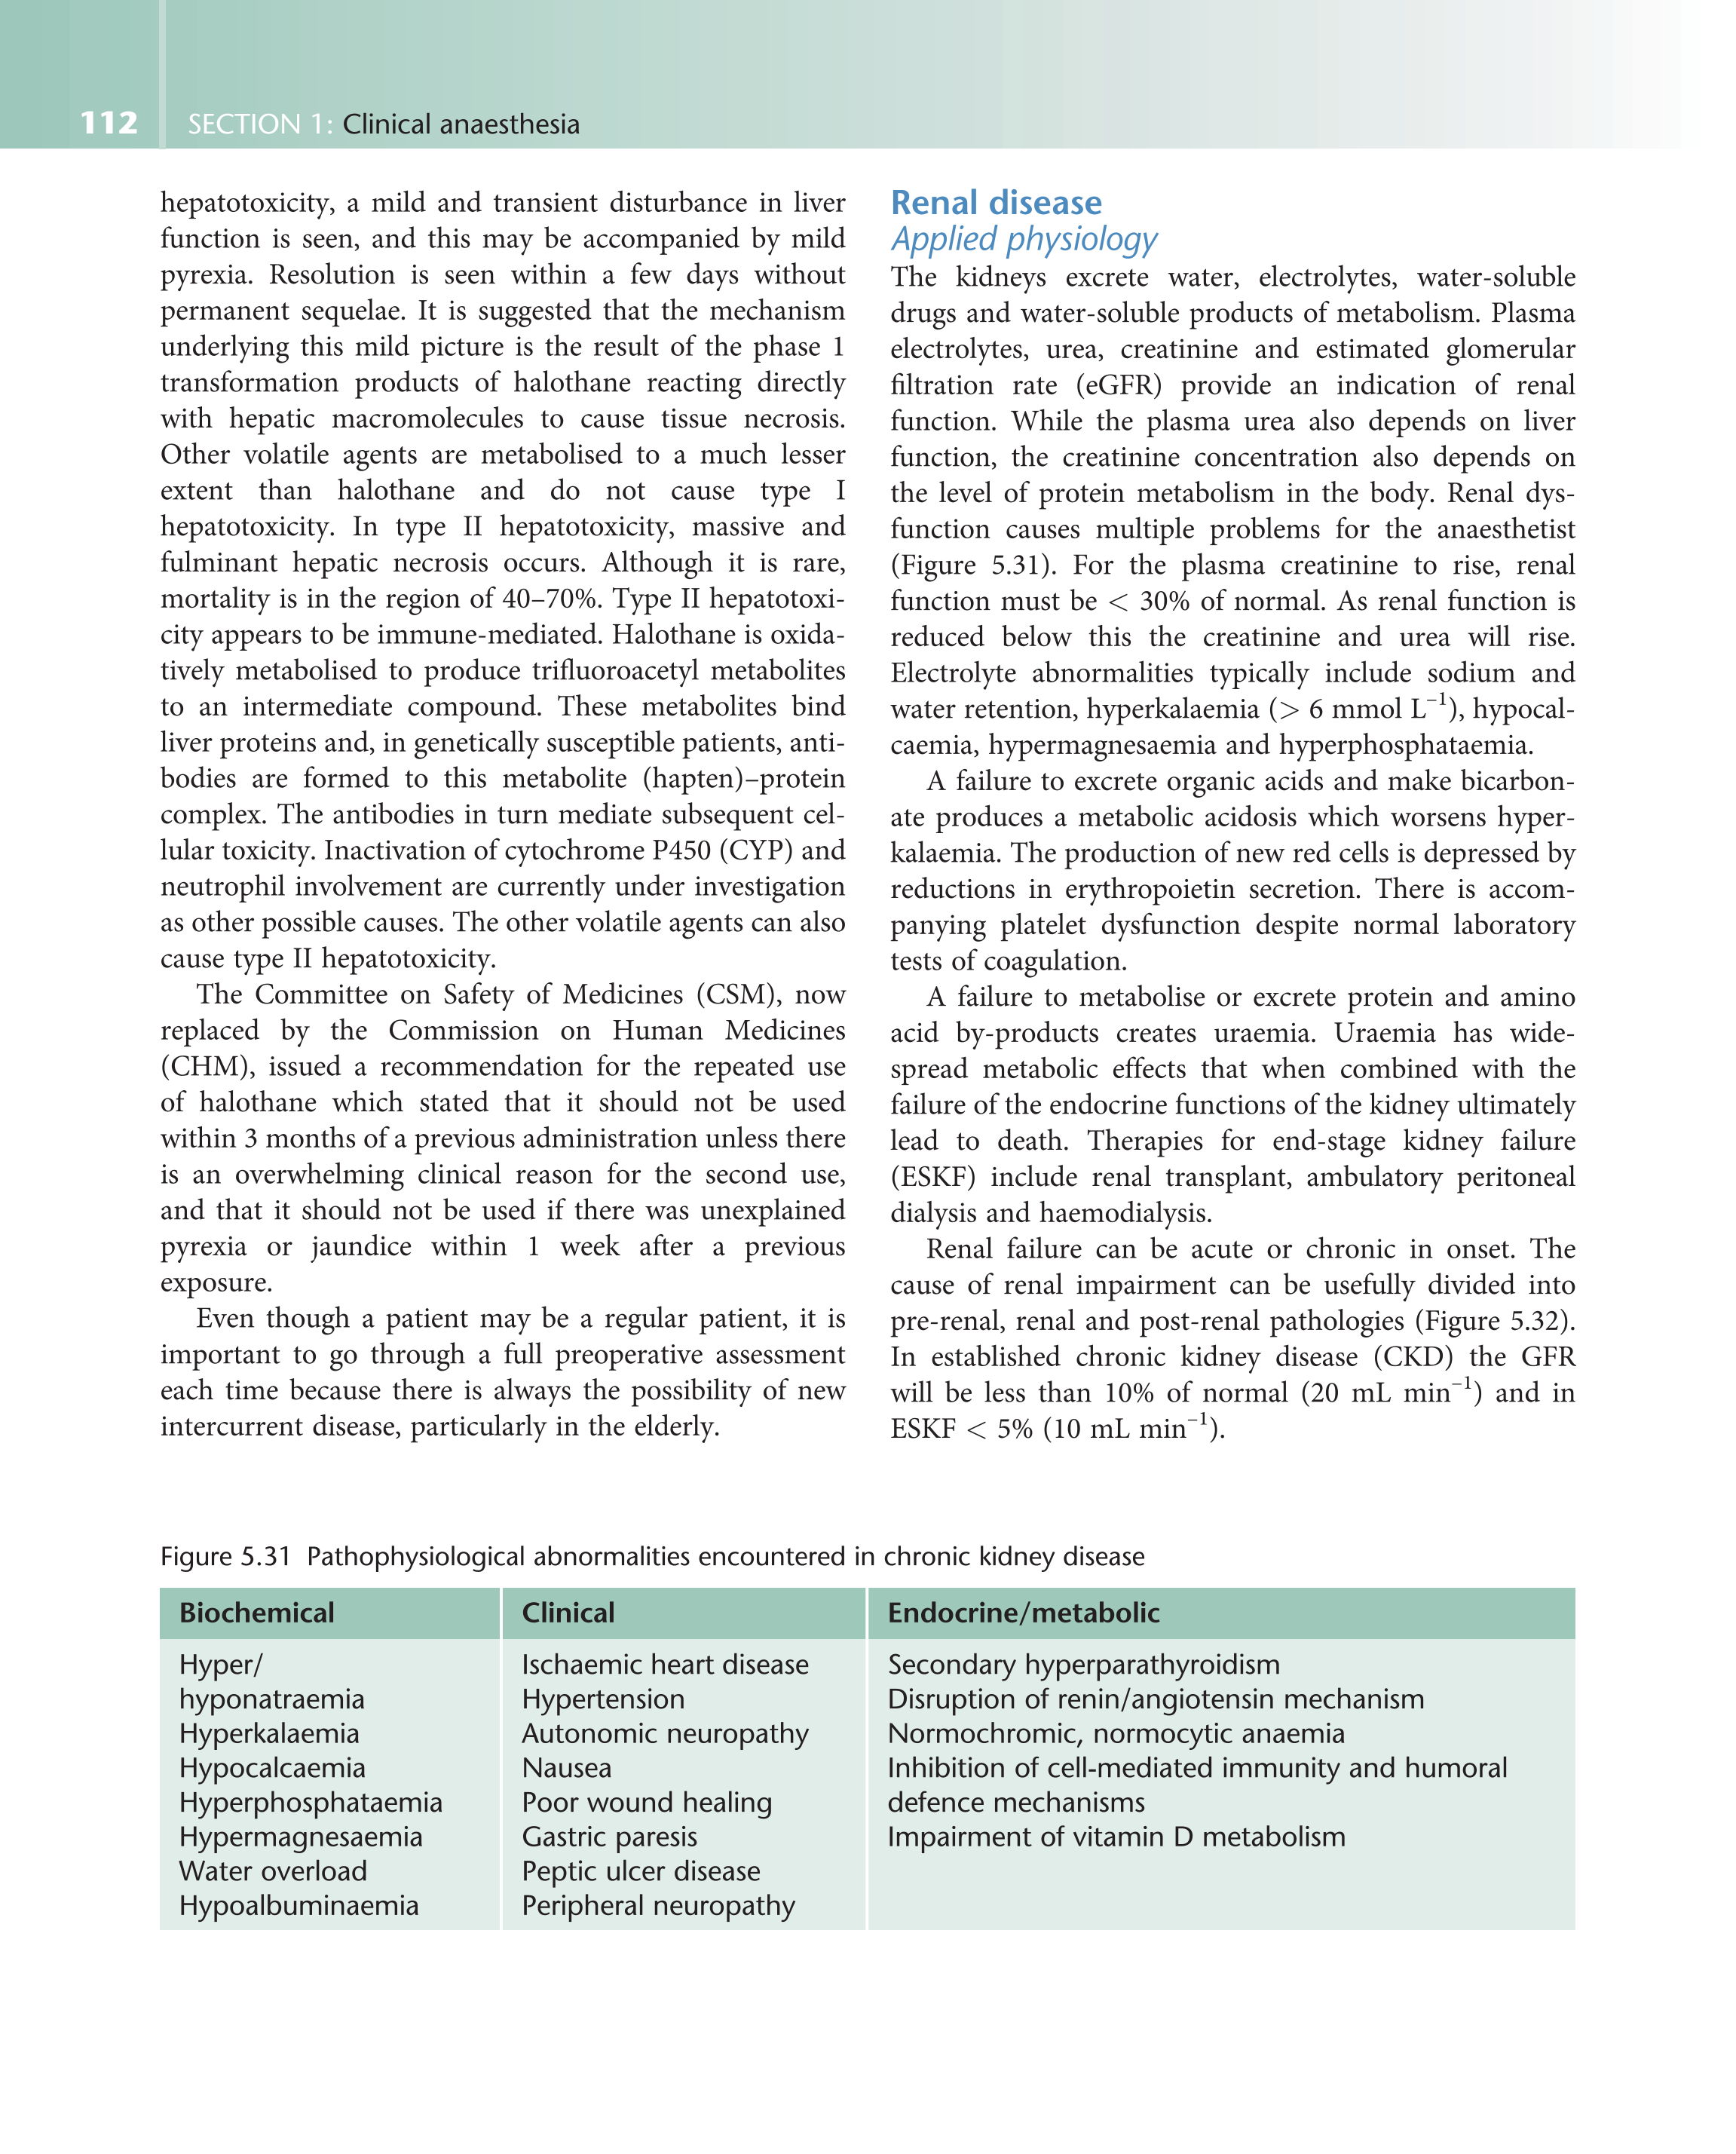 112
SECTION 1: Clinical anaesthesia
hepatotoxicity, a mild and transient disturbance in liver
function is seen, and this may be accompanied by mild
pyrexia. Resolution is seen within a few days without
permanent sequelae. It is suggested that the mechanism
underlying this mild picture is the result of the phase 1
transformation products of halothane reacting directly
with hepatic macromolecules to cause tissue necrosis.
Other volatile agents are metabolised to a much lesser
extent than halothane and do not cause type I
hepatotoxicity. In type II hepatotoxicity, massive and
fulminant hepatic necrosis occurs. Although it is rare,
mortality is in the region of 40–70%. Type II hepatotoxi-
city appears to be immune-mediated. Halothane is oxida-
tively metabolised to produce trifluoroacetyl metabolites
to an intermediate compound. These metabolites bind
liver proteins and, in genetically susceptible patients, anti-
bodies are formed to this metabolite (hapten)–protein
complex. The antibodies in turn mediate subsequent cel-
lular toxicity. Inactivation of cytochrome P450 (CYP) and
neutrophil involvement are currently under investigation
as other possible causes. The other volatile agents can also
cause type II hepatotoxicity.
The Committee on Safety of Medicines (CSM), now
replaced by the Commission on Human Medicines
(CHM), issued a recommendation for the repeated use
of halothane which stated that it should not be used
within 3 months of a previous administration unless there
is an overwhelming clinical reason for the second use,
and that it should not be used if there was unexplained
pyrexia or jaundice within 1 week after a previous
exposure.
Even though a patient may be a regular patient, it is
important to go through a full preoperative assessment
each time because there is always the possibility of new
intercurrent disease, particularly in the elderly.
Renal disease
Applied physiology
The kidneys excrete water, electrolytes, water-soluble
drugs and water-soluble products of metabolism. Plasma
electrolytes, urea, creatinine and estimated glomerular
filtration rate (eGFR) provide an indication of renal
function. While the plasma urea also depends on liver
function, the creatinine concentration also depends on
the level of protein metabolism in the body. Renal dys-
function causes multiple problems for the anaesthetist
(Figure 5.31). For the plasma creatinine to rise, renal
function must be < 30% of normal. As renal function is
reduced below this the creatinine and urea will rise.
Electrolyte abnormalities typically include sodium and
water retention, hyperkalaemia (> 6 mmol L⁻¹), hypocal-
caemia, hypermagnesaemia and hyperphosphataemia.
A failure to excrete organic acids and make bicarbon-
ate produces a metabolic acidosis which worsens hyper-
kalaemia. The production of new red cells is depressed by
reductions in erythropoietin secretion. There is accom-
panying platelet dysfunction despite normal laboratory
tests of coagulation.
A failure to metabolise or excrete protein and amino
acid by-products creates uraemia. Uraemia has wide-
spread metabolic effects that when combined with the
failure of the endocrine functions of the kidney ultimately
lead to death. Therapies for end-stage kidney failure
(ESKF) include renal transplant, ambulatory peritoneal
dialysis and haemodialysis.
Renal failure can be acute or chronic in onset. The
cause of renal impairment can be usefully divided into
pre-renal, renal and post-renal pathologies (Figure 5.32).
In established chronic kidney disease (CKD) the GFR
will be less than 10% of normal (20 mL min⁻¹) and in
ESKF < 5% (10 mL min⁻¹).
Figure 5.31 Pathophysiological abnormalities encountered in chronic kidney disease
Biochemical
Hyper/
hyponatraemia
Hyperkalaemia
Hypocalcaemia
Hyperphosphataemia
Hypermagnesaemia
Water overload
Hypoalbuminaemia
Clinical
Ischaemic heart disease
Hypertension
Autonomic neuropathy
Nausea
Poor wound healing
Gastric paresis
Peptic ulcer disease
Peripheral neuropathy
Endocrine/metabolic
Secondary hyperparathyroidism
Disruption of renin/angiotensin mechanism
Normochromic, normocytic anaemia
Inhibition of cell-mediated immunity and humoral
defence mechanisms
Impairment of vitamin D metabolism